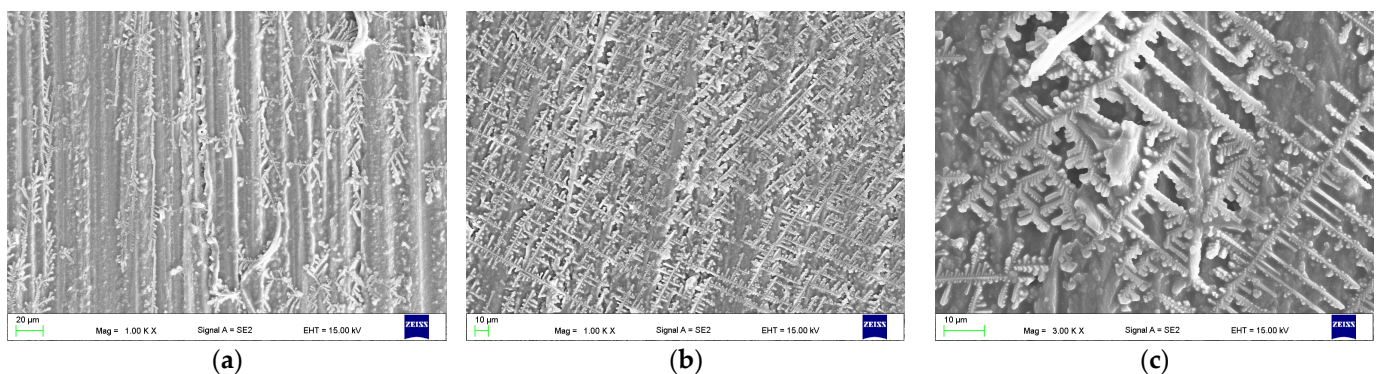 20 µm Mag = 1.00 K X Signal A = SE2 EHT = 15.00 kV ZEISS
10 µm Mag = 1.00 K X Signal A = SE2 EHT = 15.00 kV ZEISS
10 µm Mag = 3.00 K X Signal A = SE2 EHT = 15.00 kV ZEISS
(a) (b) (c)